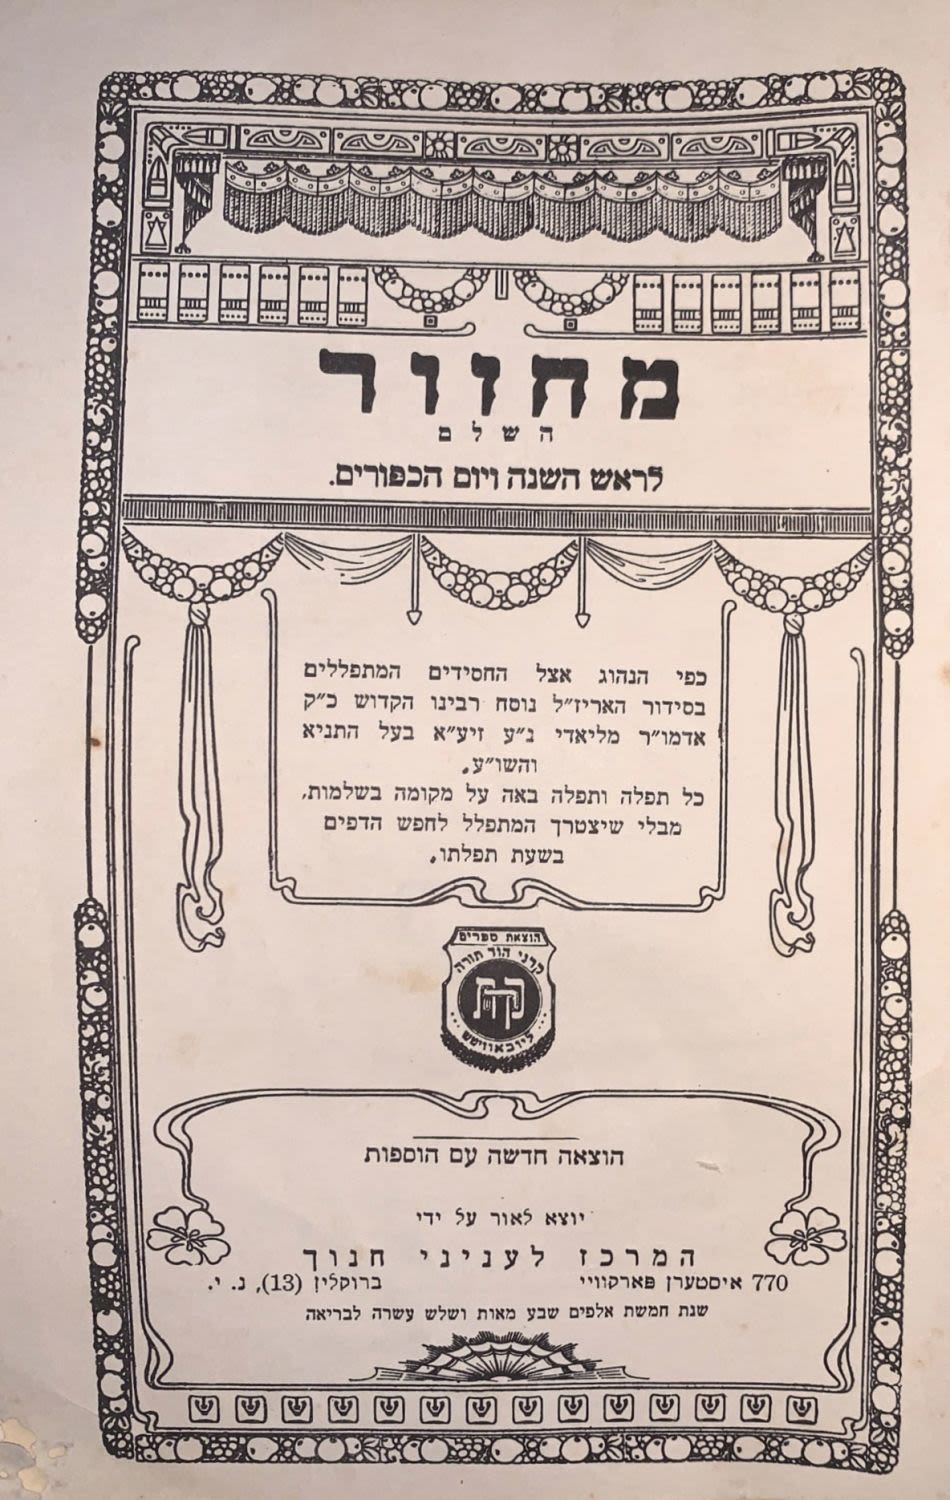 מחזור
השלם
לראש השנה ויום הכפורים.
כפי הנהוג אצל החסידים המתפללים
בסידור האריז״ל נוסח רבינו הקדוש כ״ק
אדמו״ר מליאדי נ״ע זיע״א בעל התניא
והשו״ע.
כל תפלה ותפלה באה על מקומה בשלמות,
מבלי שיצטרך המתפלל לחפש הדפים
בשעת תפלתו.
הוצאת ספרים
קרני הוד תורה
קהת
ליובאוויטש
הוצאה חדשה עם הוספות
יוצא לאור על ידי
המרכז לעניני חנוך
770 איסטערן פארקוויי ברוקלין (13), נ. י.
שנת חמשת אלפים שבע מאות ושלש עשרה לבריאה
ש ש ש ש ש ש ש ש ש ש ש ש ש ש